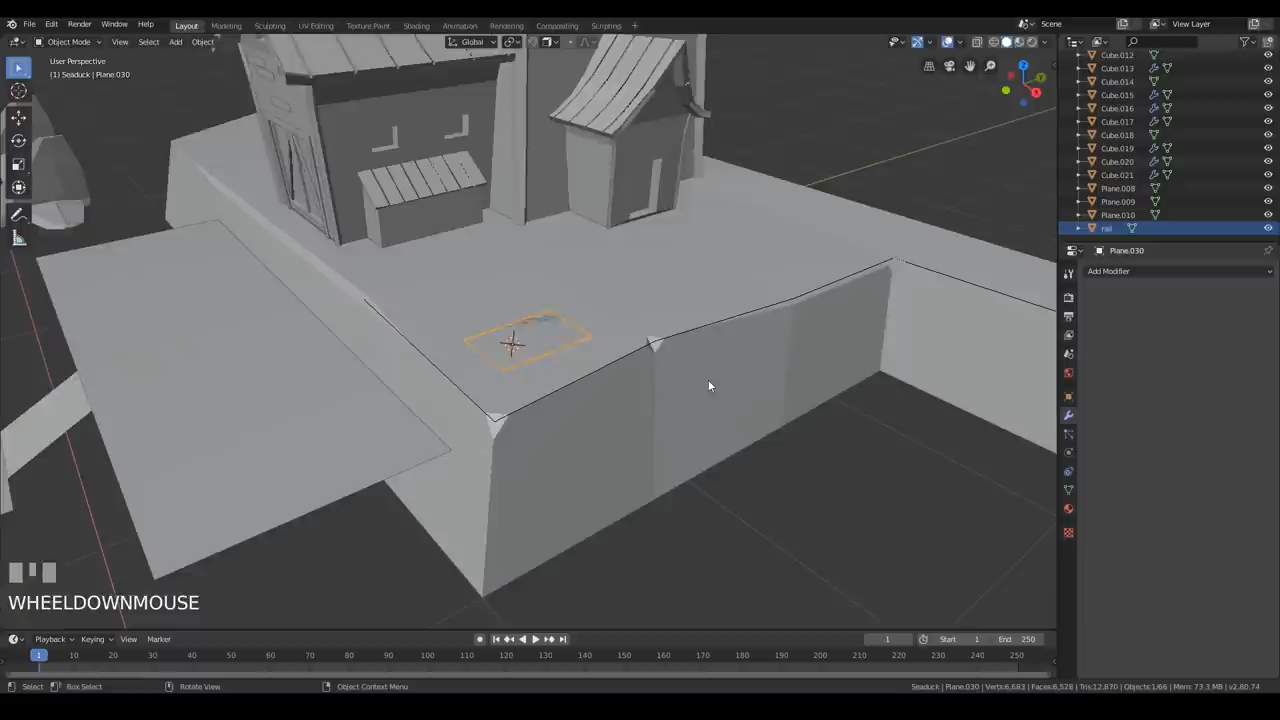 File Edit Render Window Help Layout Modeling Sculpting UV Editing Texture Paint Shading Animation Rendering Compositing Scripting + Scene View Layer
Object Mode View Select Add Object Global
User Perspective
(1) Seaduck | Plane.030
Cube.012
Cube.013
Cube.014
Cube.015
Cube.016
Cube.017
Cube.018
Cube.019
Cube.020
Cube.021
Plane.008
Plane.009
Plane.010
rail
Plane.030
Add Modifier
WHEELDOWNMOUSE
Playback Keying View Marker 1 Start 1 End 250
1 10 20 30 40 50 60 70 80 90 100 110 120 130 140 150 160 170 180 190 200 210 220 230 240 250
Select Box Select Rotate View Object Context Menu Seaduck | Plane.030 | Verts:6,683 | Faces:6,528 | Tris:12,870 | Objects:1/66 | Mem: 73.3 MB | v2.80.74